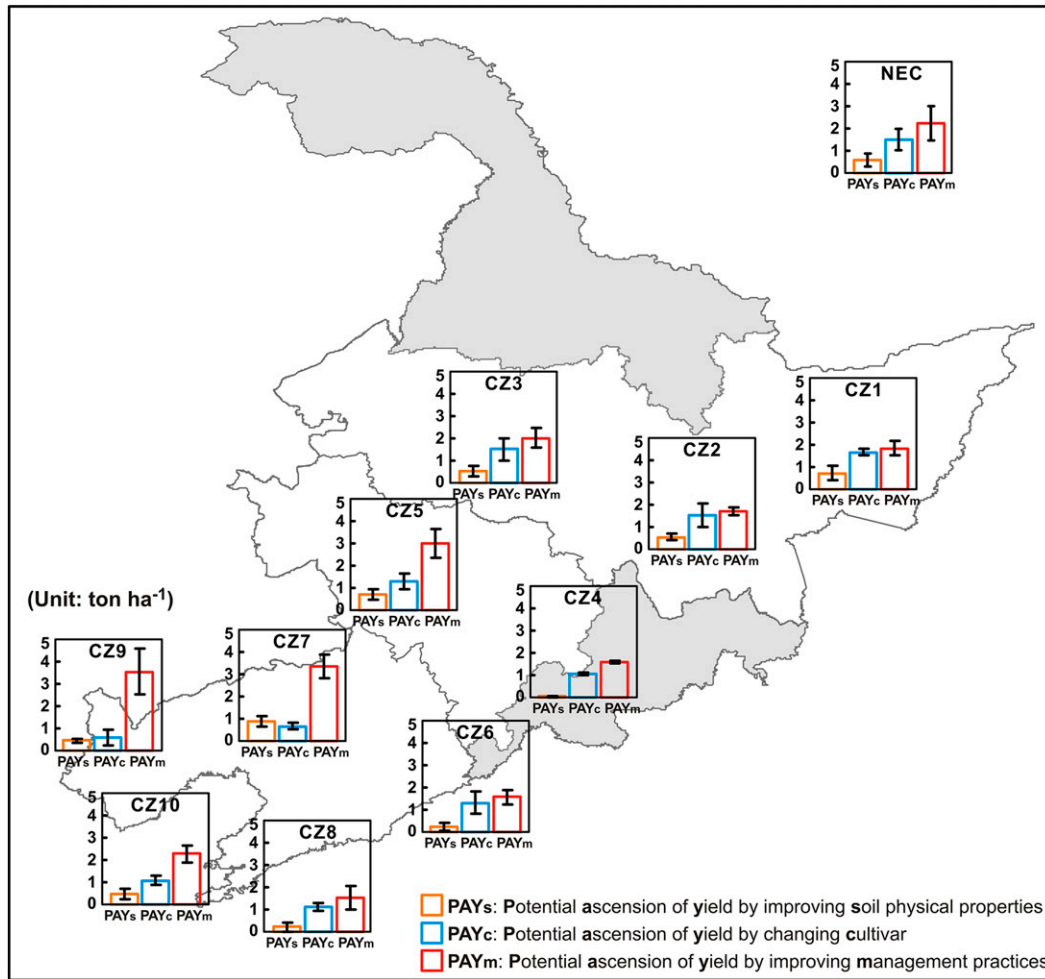 NEC
5
4
3
2
1
0
PAYs PAYc PAYm
CZ3
5
4
3
2
1
0
PAYs PAYc PAYm
CZ1
5
4
3
2
1
0
PAYs PAYc PAYm
CZ2
5
4
3
2
1
0
PAYs PAYc PAYm
CZ5
5
4
3
2
1
0
PAYs PAYc PAYm
(Unit: ton ha⁻¹)
CZ4
5
4
3
2
1
0
PAYs PAYc PAYm
CZ9
5
4
3
2
1
0
PAYs PAYc PAYm
CZ7
5
4
3
2
1
0
PAYs PAYc PAYm
CZ6
5
4
3
2
1
0
PAYs PAYc PAYm
CZ10
5
4
3
2
1
0
PAYs PAYc PAYm
CZ8
5
4
3
2
1
0
PAYs PAYc PAYm
PAYs: Potential ascension of yield by improving soil physical properties
PAYc: Potential ascension of yield by changing cultivar
PAYm: Potential ascension of yield by improving management practices